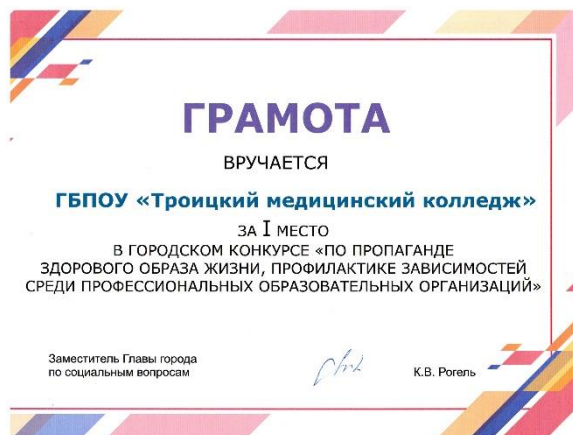 ГРАМОТА
ВРУЧАЕТСЯ
ГБПОУ «Троицкий медицинский колледж»
ЗА I МЕСТО
В ГОРОДСКОМ КОНКУРСЕ «ПО ПРОПАГАНДЕ
ЗДОРОВОГО ОБРАЗА ЖИЗНИ, ПРОФИЛАКТИКЕ ЗАВИСИМОСТЕЙ
СРЕДИ ПРОФЕССИОНАЛЬНЫХ ОБРАЗОВАТЕЛЬНЫХ ОРГАНИЗАЦИЙ»
Заместитель Главы города
по социальным вопросам
К.В. Рогель